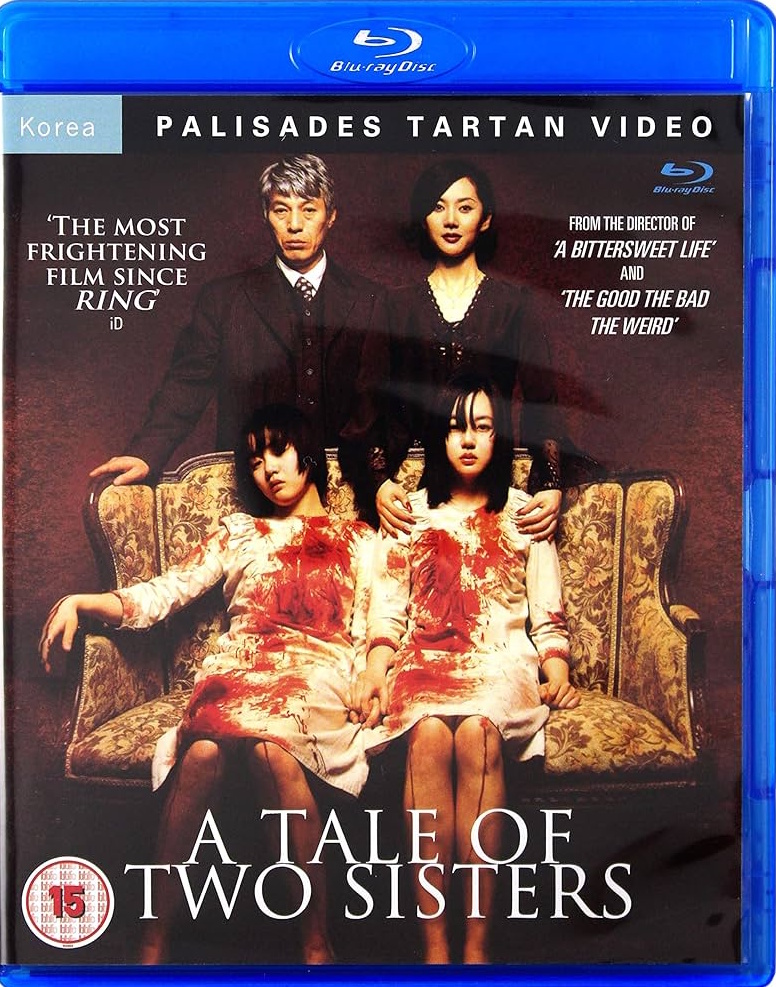 Blu-ray Disc
Korea
PALISADES TARTAN VIDEO
Blu-ray Disc
'THE MOST
FRIGHTENING
FILM SINCE
RING'
iD
FROM THE DIRECTOR OF
'A BITTERSWEET LIFE'
AND
'THE GOOD THE BAD
THE WEIRD'
A TALE OF
TWO SISTERS
15